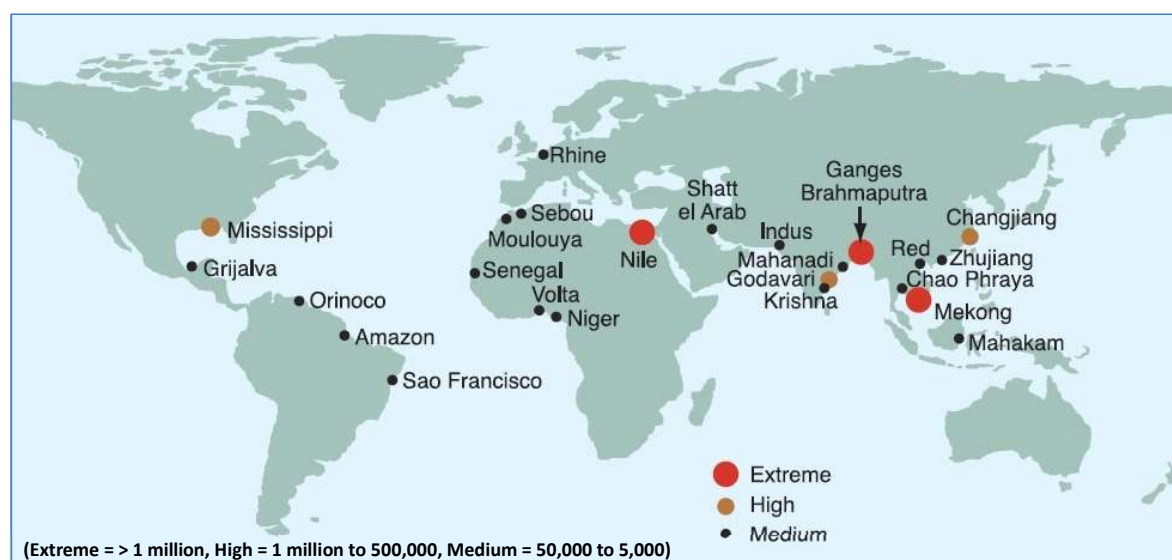 Rhine
Ganges
Brahmaputra
Shatt
el Arab
Changjiang
Mississippi
Sebou
Moulouya
Indus
Nile
Red
Zhujiang
Mahanadi
Grijalva
Senegal
Godavari
Chao Phraya
Krishna
Orinoco
Volta
Niger
Mekong
Amazon
Mahakam
Sao Francisco
Extreme
High
Medium
(Extreme = > 1 million, High = 1 million to 500,000, Medium = 50,000 to 5,000)